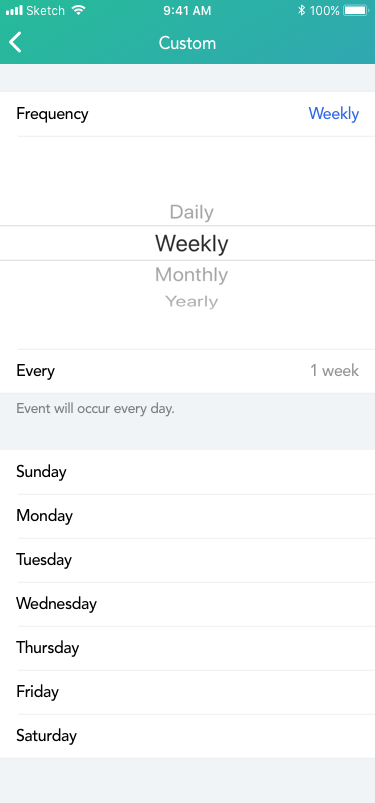 Sketch 9:41 AM 100%
Custom
Frequency Weekly
Daily
Weekly
Monthly
Yearly
Every 1 week
Event will occur every day.
Sunday
Monday
Tuesday
Wednesday
Thursday
Friday
Saturday